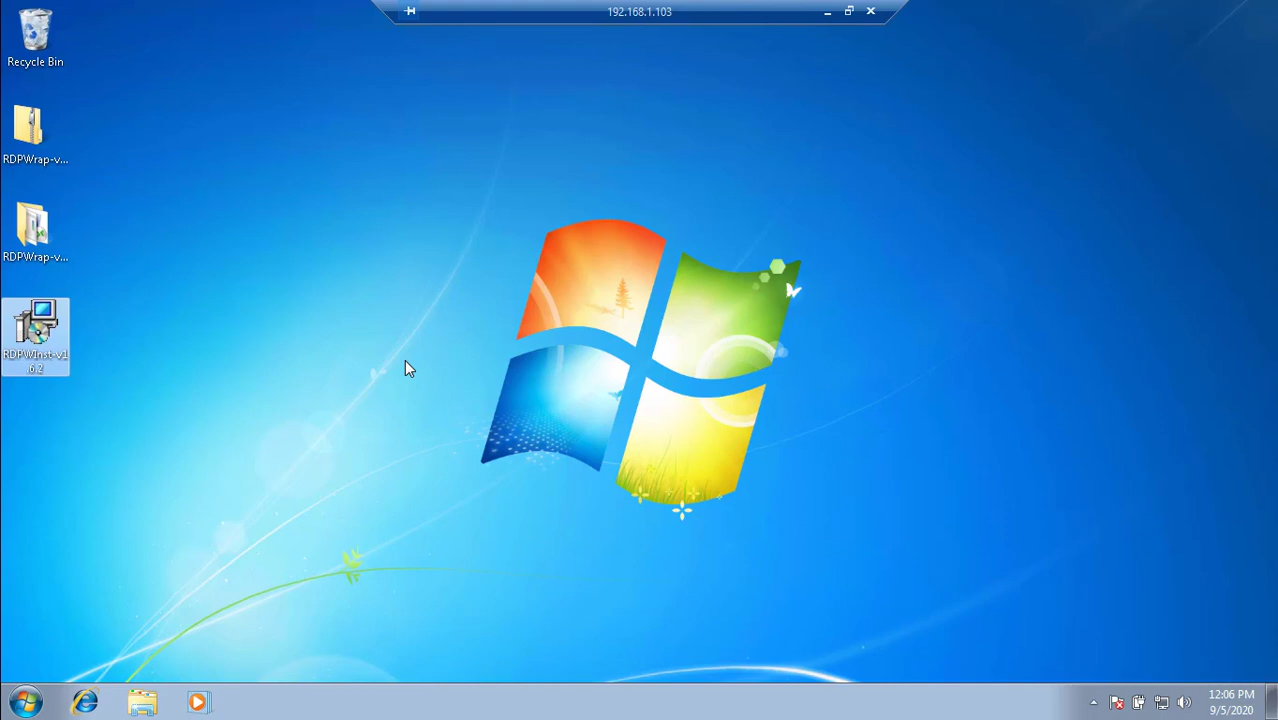 192.168.1.103
Recycle Bin
RDPWrap-v...
RDPWrap-v...
RDPWInst-v1
.6.2
12:06 PM
9/5/2020